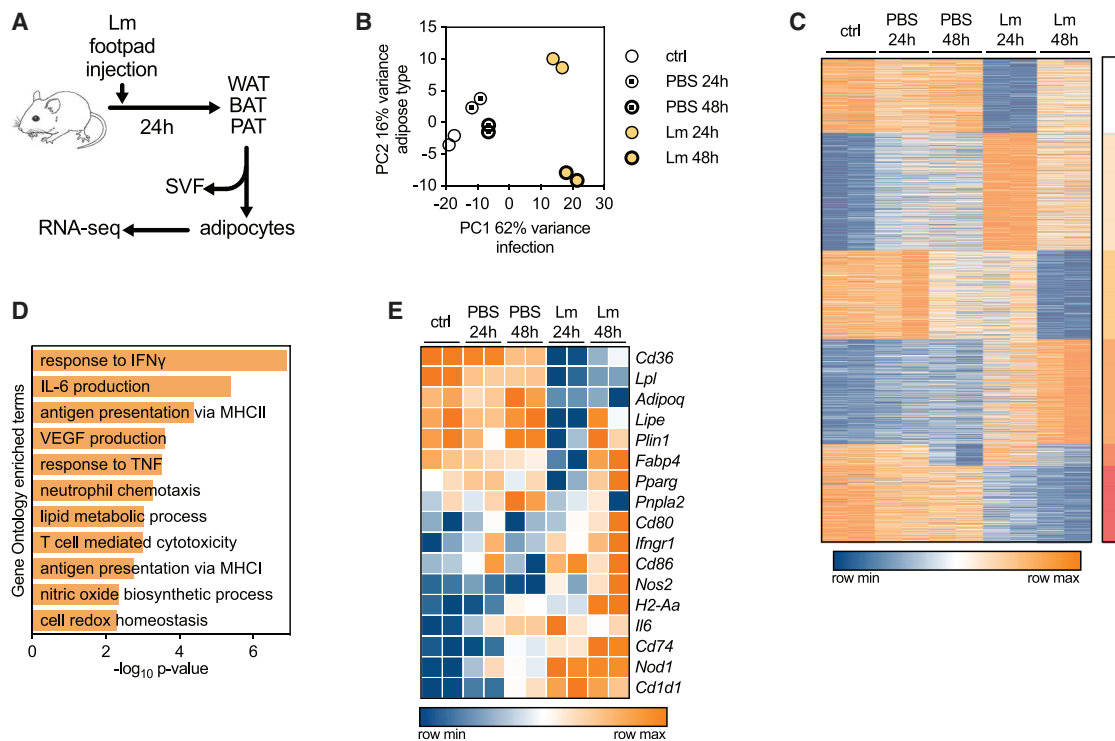 A
Lm
footpad
injection
24h
WAT
BAT
PAT
SVF
RNA-seq
adipocytes
B
PC2 16% variance
adipose type
15
10
5
0
-5
-10
-20
-10
0
10
20
30
PC1 62% variance
infection
ctrl
PBS 24h
PBS 48h
Lm 24h
Lm 48h
C
ctrl
PBS
24h
PBS
48h
Lm
24h
Lm
48h
row min
row max
D
Gene Ontology enriched terms
response to IFNγ
IL-6 production
antigen presentation via MHCII
VEGF production
response to TNF
neutrophil chemotaxis
lipid metabolic process
T cell mediated cytotoxicity
antigen presentation via MHCI
nitric oxide biosynthetic process
cell redox homeostasis
0
2
4
6
-log10 p-value
E
ctrl
PBS
24h
PBS
48h
Lm
24h
Lm
48h
Cd36
Lpl
Adipoq
Lipe
Plin1
Fabp4
Pparg
Pnpla2
Cd80
Ifngr1
Cd86
Nos2
H2-Aa
Il6
Cd74
Nod1
Cd1d1
row min
row max